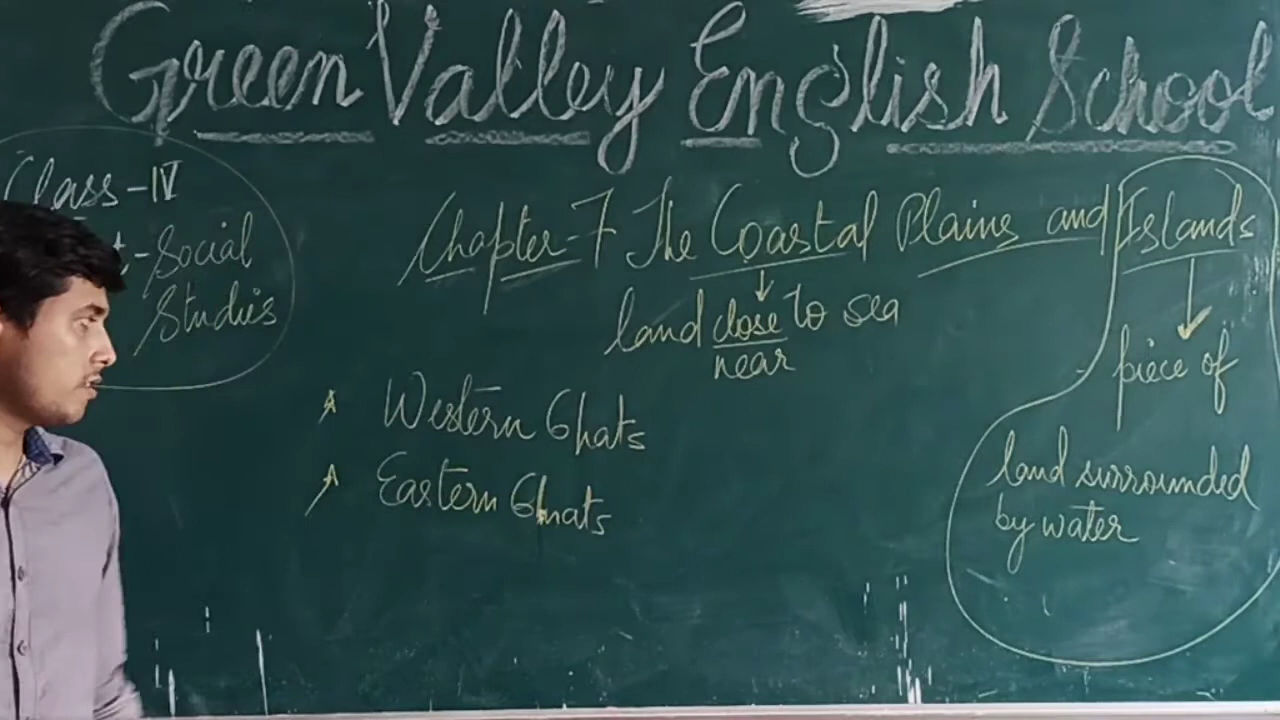 Green Valley English School
Class-IV
t-Social
Studies
Chapter-7 The Coastal Plains and Islands
land close to sea
near
piece of
land surrounded
by water
Western Ghats
Eastern Ghats